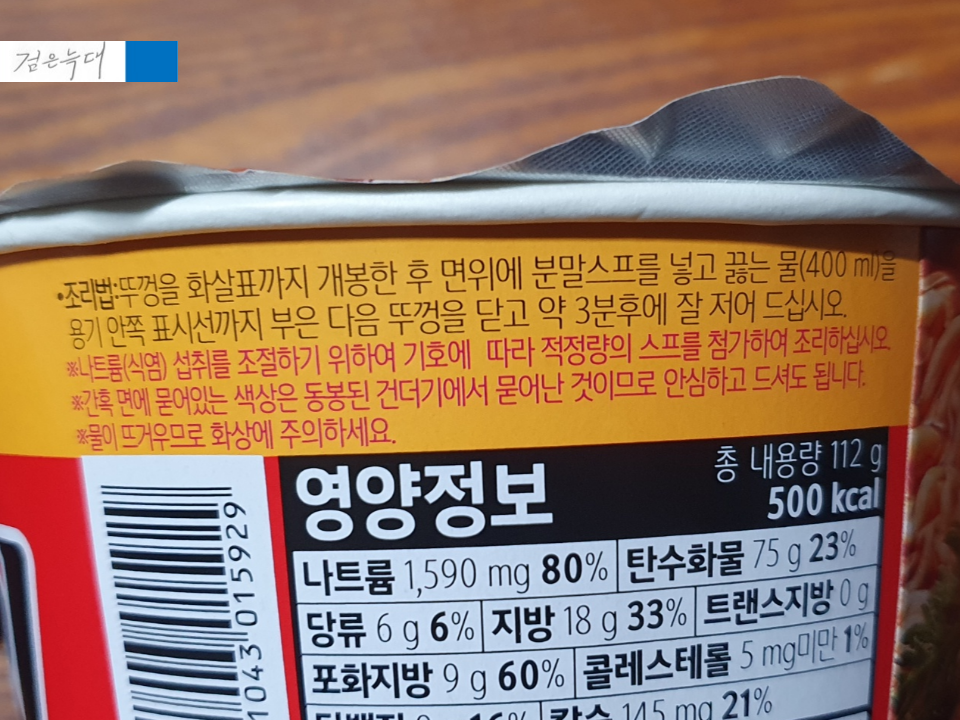 검은늑대
•조리법:뚜껑을 화살표까지 개봉한 후 면위에 분말스프를 넣고 끓는 물(400 ml)을
용기 안쪽 표시선까지 부은 다음 뚜껑을 닫고 약 3분후에 잘 저어 드십시오.
※나트륨(식염) 섭취를 조절하기 위하여 기호에 따라 적정량의 스프를 첨가하여 조리하십시오.
※간혹 면에 묻어있는 색상은 동봉된 건더기에서 묻어난 것이므로 안심하고 드셔도 됩니다.
※물이 뜨거우므로 화상에 주의하세요.
영양정보
총 내용량 112 g
500 kcal
나트륨 1,590 mg 80% 탄수화물 75 g 23%
당류 6 g 6% 지방 18 g 33% 트랜스지방 0 g
포화지방 9 g 60% 콜레스테롤 5 mg미만 1%
145 mg 21%
1043 015929